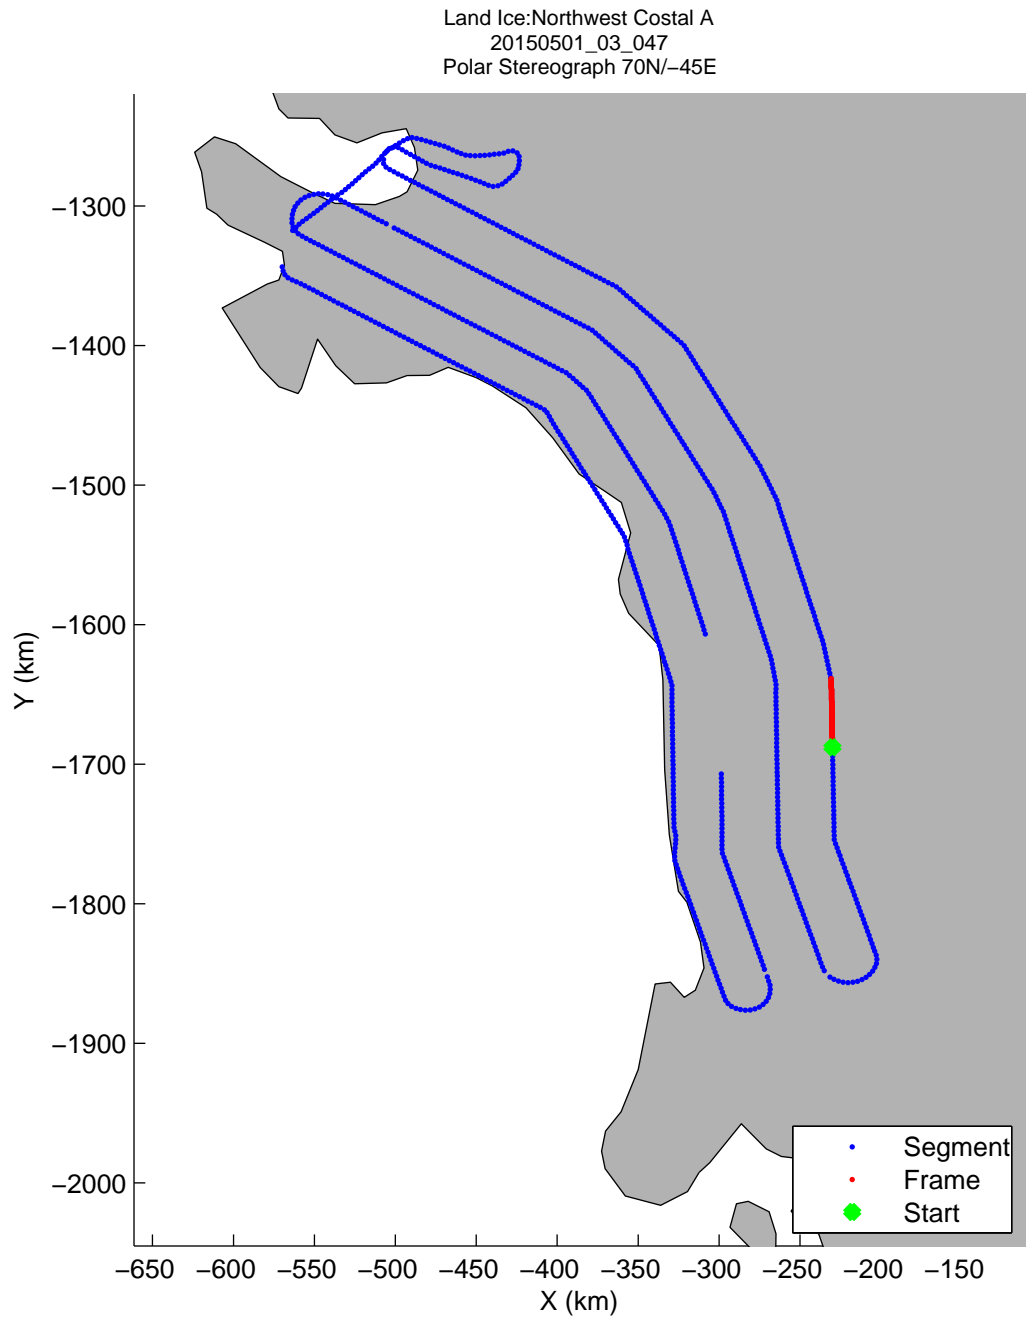 Land Ice:Northwest Costal A
20150501_03_047
Polar Stereograph 70N/−45E
−1300
−1400
−1500
−1600
−1700
−1800
−1900
−2000
Y (km)
Segment
Frame
Start
−650 −600 −550 −500 −450 −400 −350 −300 −250 −200 −150
X (km)